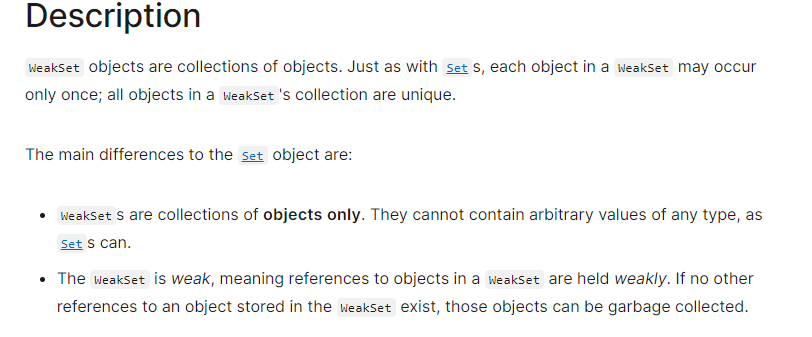 Description
WeakSet objects are collections of objects. Just as with Sets, each object in a WeakSet may occur
only once; all objects in a WeakSet's collection are unique.
The main differences to the Set object are:
• WeakSets are collections of objects only. They cannot contain arbitrary values of any type, as
Sets can.
• The WeakSet is weak, meaning references to objects in a WeakSet are held weakly. If no other
references to an object stored in the WeakSet exist, those objects can be garbage collected.